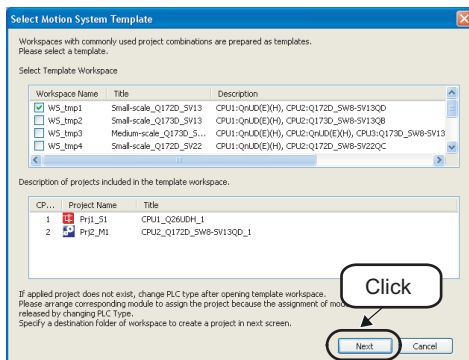 Select Motion System Template
Workspaces with commonly used project combinations are prepared as templates.
Please select a template.
Select Template Workspace
Workspace Name Title Description
WS_tmp1 Small-scale_Q172D_SV13 CPU1:QnUD(E)(H), CPU2:Q172D_SW8-SV13QD
WS_tmp2 Small-scale_Q173D_SV13 CPU1:QnUD(E)(H), CPU2:Q173D_SW8-SV13QB
WS_tmp3 Medium-scale_Q173D_S... CPU1:QnUD(E)(H), CPU2:QnUD(E)(H), CPU3:Q173D_SW8-SV13
WS_tmp4 Small-scale_Q172D_SV22 CPU1:QnUD(E)(H), CPU2:Q172D_SW8-SV22QC
Description of projects included in the template workspace.
CP... Project Name Title
1 Prj1_S1 CPU1_Q26UDH_1
2 Prj2_M1 CPU2_Q172D_SW8-SV13QD_1
If applied project does not exist, change PLC type after opening template workspace.
Please arrange corresponding module to assign the project because the assignment of mod
released by changing PLC Type.
Specify a destination folder of workspace to create a project in next screen.
Click
Next Cancel